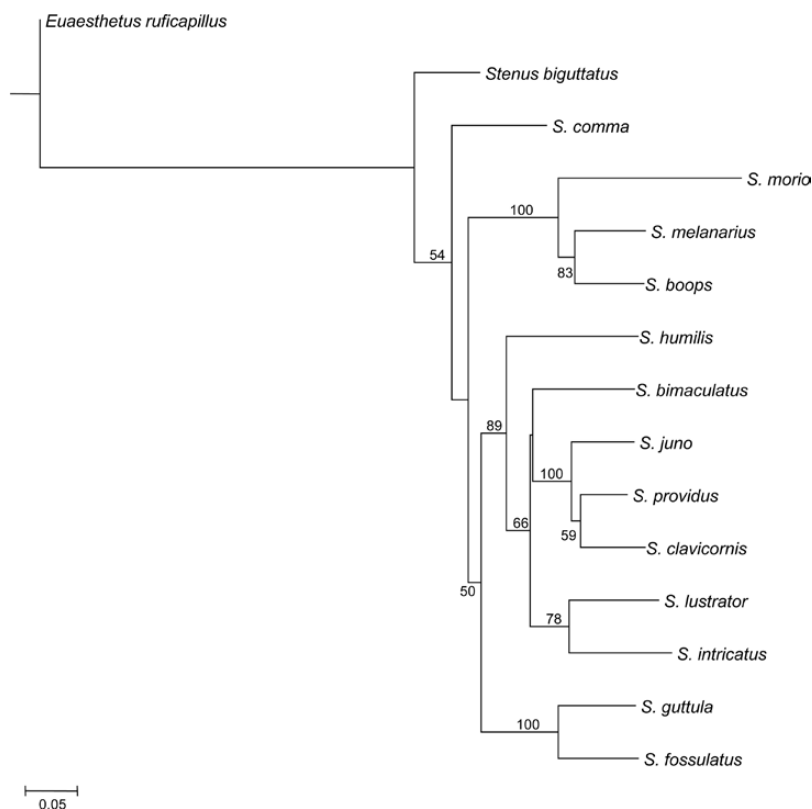 Euaesthetus ruficapillus
Stenus biguttatus
S. comma
S. morio
100
S. melanarius
54
83
S. boops
S. humilis
S. bimaculatus
89
S. juno
100
S. providus
66
59
S. clavicornis
50
S. lustrator
78
S. intricatus
S. guttula
100
S. fossulatus
0.05